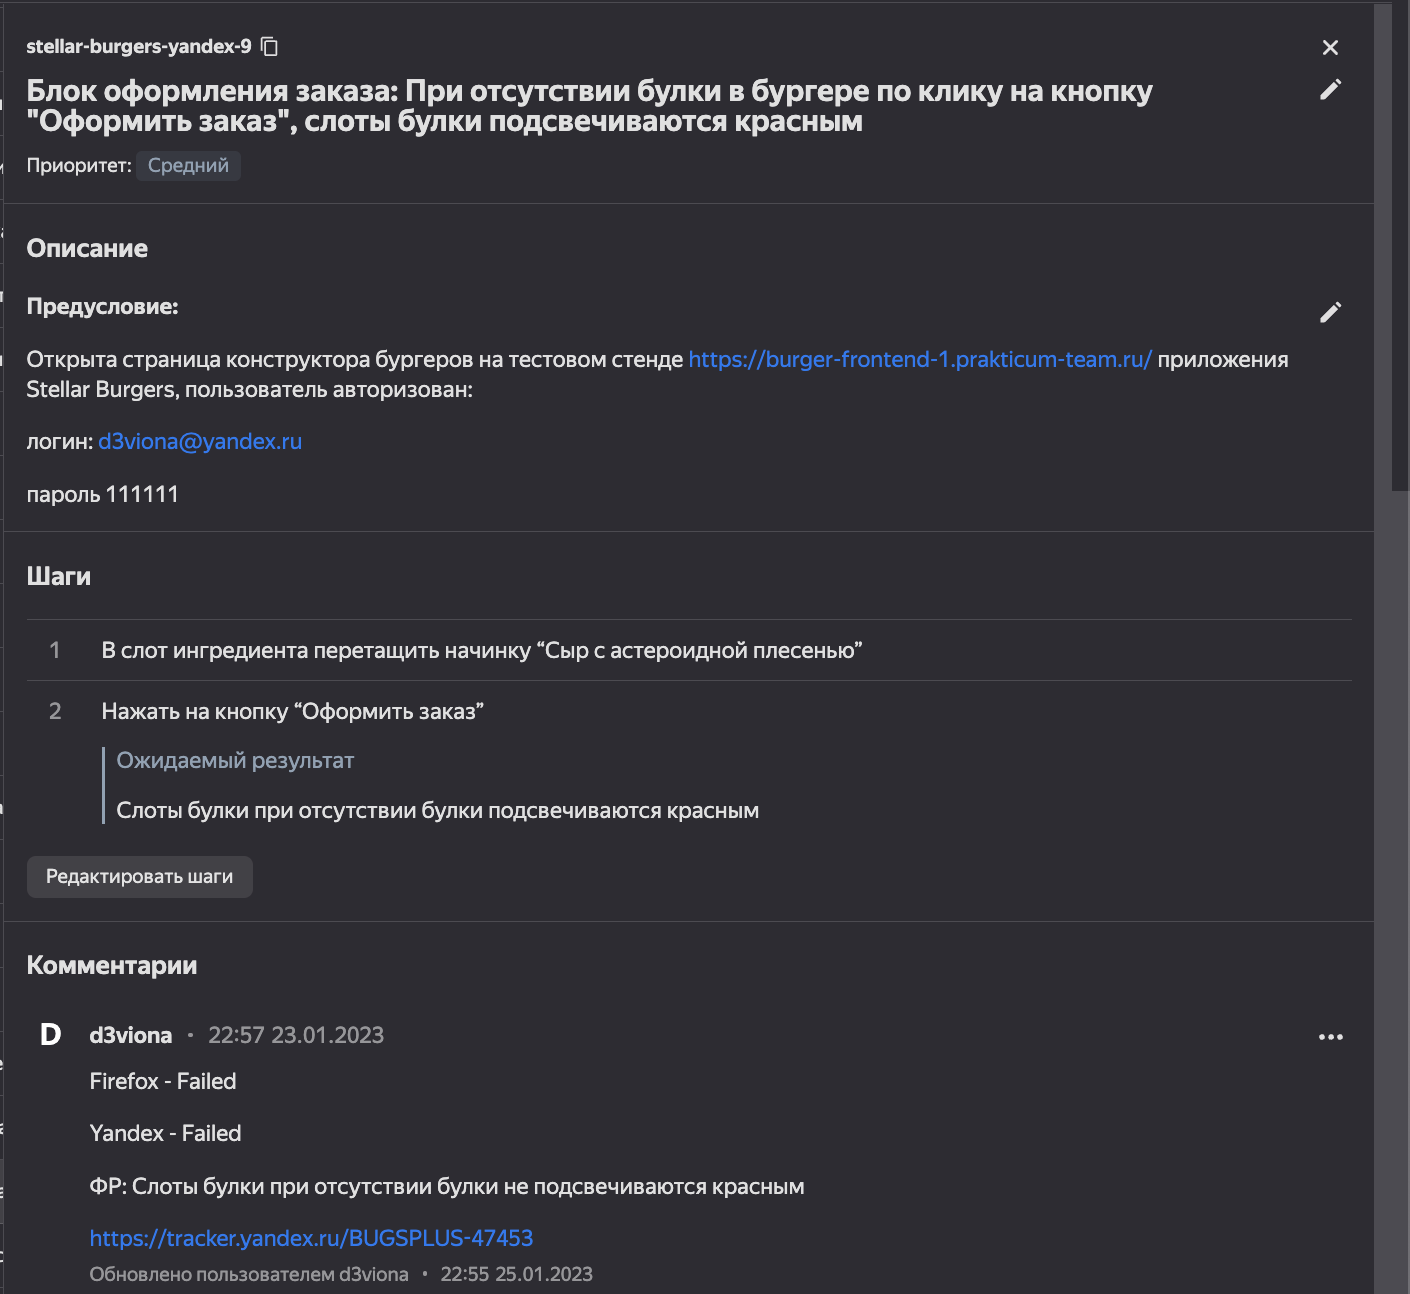 stellar-burgers-yandex-9
Блок оформления заказа: При отсутствии булки в бургере по клику на кнопку
"Оформить заказ", слоты булки подсвечиваются красным
Приоритет: Средний
Описание
Предусловие:
Открыта страница конструктора бургеров на тестовом стенде https://burger-frontend-1.prakticum-team.ru/ приложения
Stellar Burgers, пользователь авторизован:
логин: d3viona@yandex.ru
пароль 111111
Шаги
1 В слот ингредиента перетащить начинку “Сыр с астероидной плесенью”
2 Нажать на кнопку “Оформить заказ”
Ожидаемый результат
Слоты булки при отсутствии булки подсвечиваются красным
Редактировать шаги
Комментарии
D d3viona • 22:57 23.01.2023
Firefox - Failed
Yandex - Failed
ФР: Слоты булки при отсутствии булки не подсвечиваются красным
https://tracker.yandex.ru/BUGSPLUS-47453
Обновлено пользователем d3viona • 22:55 25.01.2023